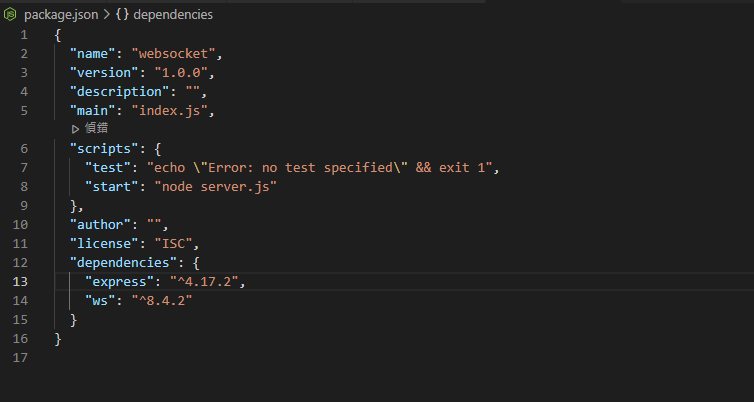 package.json > {} dependencies
1 {
2   "name": "websocket",
3   "version": "1.0.0",
4   "description": "",
5   "main": "index.js",
▷ 偵錯
6   "scripts": {
7     "test": "echo \"Error: no test specified\" && exit 1",
8     "start": "node server.js"
9   },
10   "author": "",
11   "license": "ISC",
12   "dependencies": {
13     "express": "^4.17.2",
14     "ws": "^8.4.2"
15   }
16 }
17